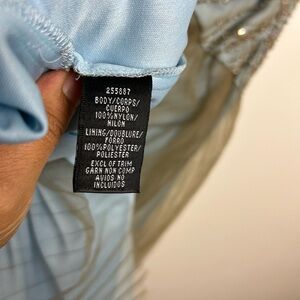 255887
BODY/CORPS/
CUERPO
100%NYLON/
NILON
LINING/DOUBLURE/
FORRO
100%POLYESTER/
POLIESTER
EXCL OF TRIM
GARN NON COMP
AVIOS NO
INCLUIDOS